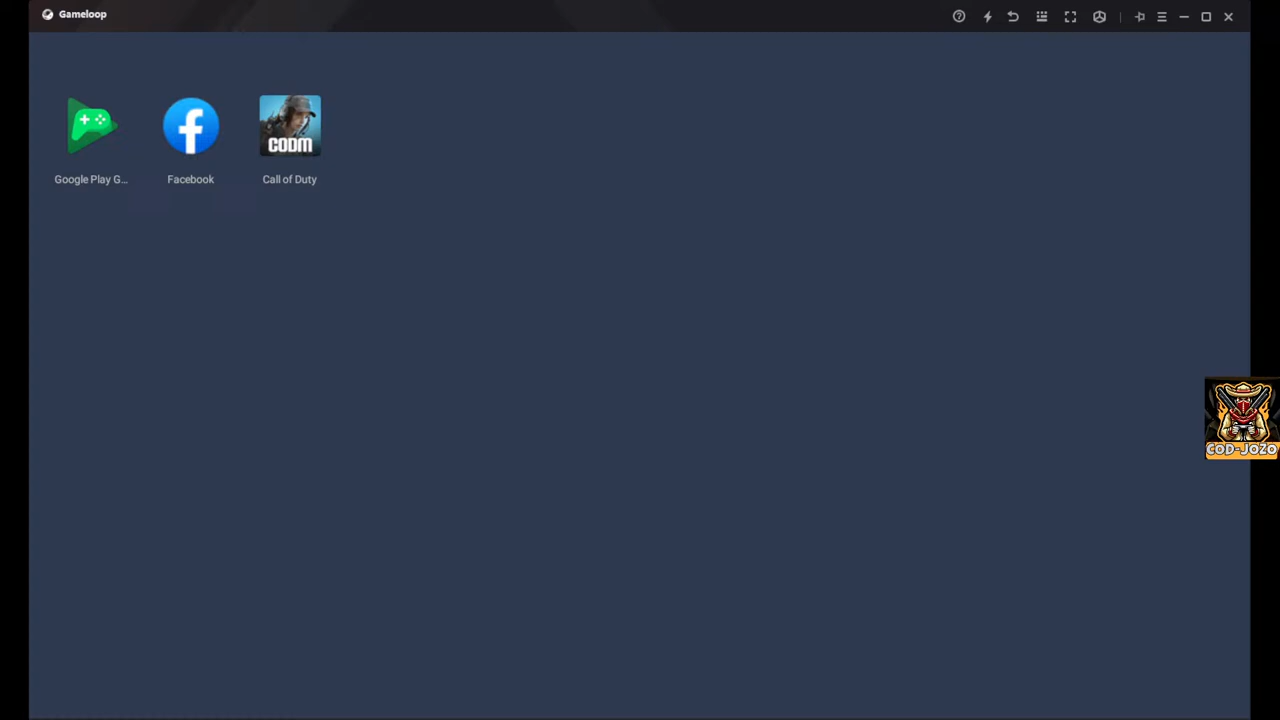 Gameloop
Google Play G...
Facebook
CODM
Call of Duty
COD-JOZO